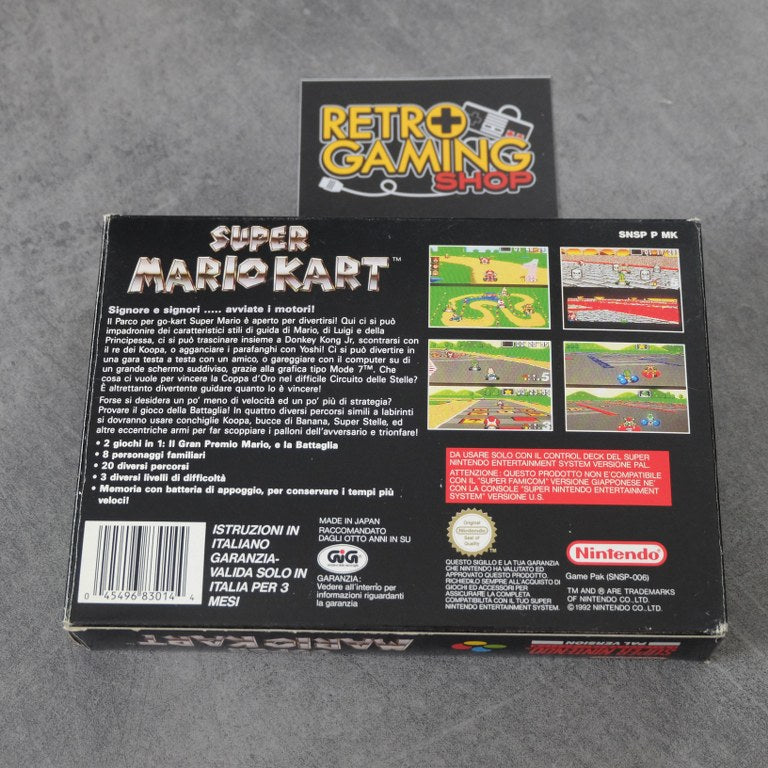 RETRO
GAMING
SHOP
SUPER
MARIO KART™
SNSP P MK
Signore e signori ..... avviate i motori!
Il Parco per go-kart Super Mario è aperto per divertirsi! Qui ci si può
impadronire dei caratteristici stili di guida di Mario, di Luigi e della
Principessa, ci si può trascinare insieme a Donkey Kong Jr, scontrarsi con
il re dei Koopa, o agganciare i parafanghi con Yoshi! Ci si può divertire in
una gara testa a testa con un amico, o gareggiare con il computer su di
un grande schermo suddiviso, grazie alla grafica tipo Mode 7™. Che
cosa ci vuole per vincere la Coppa d'Oro nel difficile Circuito delle Stelle?
È altrettanto divertente guidare quanto lo è vincere!
Forse si desidera un po' meno di velocità ed un po' più di strategia?
Provare il gioco della Battaglia! In quattro diversi percorsi simili a labirinti
si dovranno usare conchiglie Koopa, bucce di Banana, Super Stelle, ed
altre eccentriche armi per far scoppiare i palloni dell'avversario e trionfare!
• 2 giochi in 1: Il Gran Premio Mario, e la Battaglia
• 8 personaggi familiari
• 20 diversi percorsi
• 3 diversi livelli di difficoltà
• Memoria con batteria di appoggio, per conservare i tempi più
veloci!
DA USARE SOLO CON IL CONTROL DECK DEL SUPER
NINTENDO ENTERTAINMENT SYSTEM VERSIONE PAL.
ATTENZIONE: QUESTO PRODOTTO NON E' COMPATIBILE
CON IL "SUPER FAMICOM" VERSIONE GIAPPONESE NE'
CON LA CONSOLE "SUPER NINTENDO ENTERTAINMENT
SYSTEM" VERSIONE U.S.
0 45496 83014 4
ISTRUZIONI IN
ITALIANO
GARANZIA-
VALIDA SOLO IN
ITALIA PER 3
MESI
MADE IN JAPAN
RACCOMANDATO
DAGLI OTTO ANNI IN SU
GiG
GARANZIA:
Vedere all'interno per
informazioni riguardanti
la garanzia
Original
Nintendo
Seal of
Quality
TM
QUESTO SIGILLO E LA TUA GARANZIA
CHE NINTENDO HA VALUTATO ED
APPROVATO QUESTO PRODOTTO.
RICHIEDILO SEMPRE ALL'ACQUISTO DI
GIOCHI ED ACCESSORI PER
ASSICURARE LA COMPLETA
COMPATIBILITÀ CON IL TUO SUPER
NINTENDO ENTERTAINMENT SYSTEM.
Nintendo®
Game Pak (SNSP-006)
TM AND ® ARE TRADEMARKS
OF NINTENDO CO., LTD.
© 1992 NINTENDO CO., LTD.
MARIO KART
SUPER NINTENDO
PAL VERSION